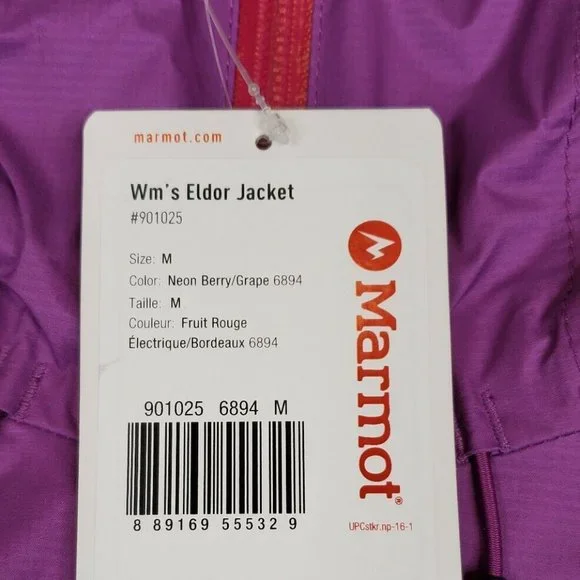 marmot.com
Wm's Eldor Jacket
#901025
Size: M
Color: Neon Berry/Grape 6894
Taille: M
Couleur: Fruit Rouge
Électrique/Bordeaux 6894
901025 6894 M
8 89169 55532 9
Marmot®
UPCstkr.np-16-1